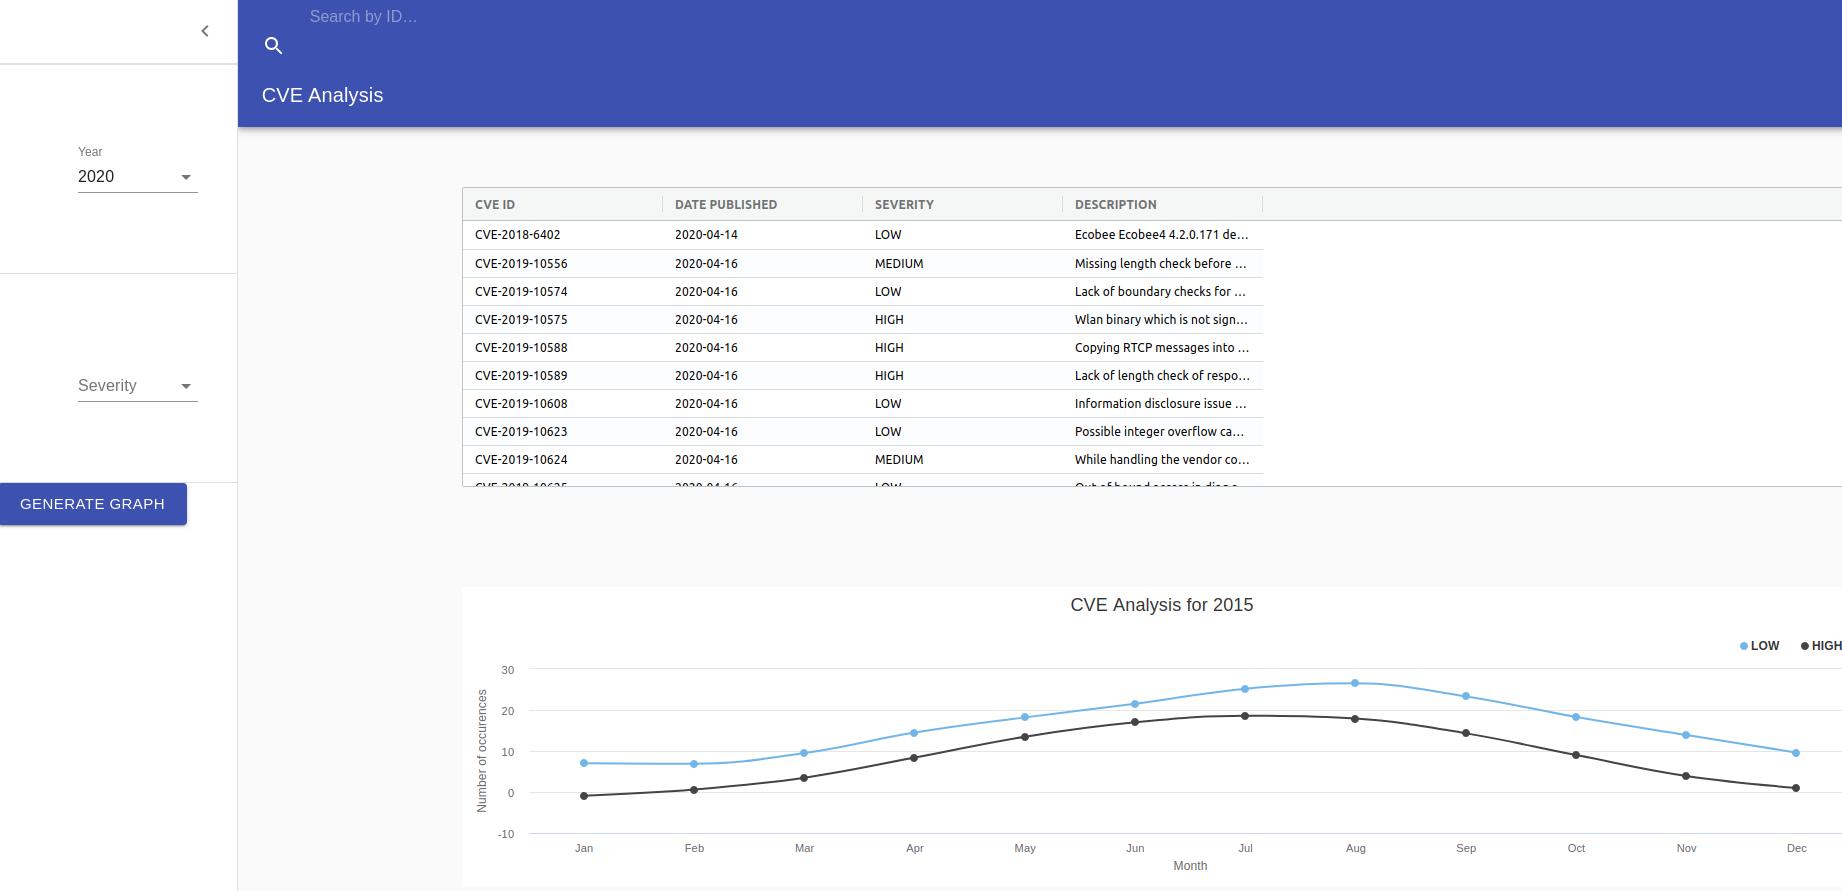 Search by ID…
CVE Analysis
Year
2020
Severity
GENERATE GRAPH
CVE ID DATE PUBLISHED SEVERITY DESCRIPTION
CVE-2018-6402 2020-04-14 LOW Ecobee Ecobee4 4.2.0.171 de…
CVE-2019-10556 2020-04-16 MEDIUM Missing length check before …
CVE-2019-10574 2020-04-16 LOW Lack of boundary checks for …
CVE-2019-10575 2020-04-16 HIGH Wlan binary which is not sign…
CVE-2019-10588 2020-04-16 HIGH Copying RTCP messages into …
CVE-2019-10589 2020-04-16 HIGH Lack of length check of respo…
CVE-2019-10608 2020-04-16 LOW Information disclosure issue …
CVE-2019-10623 2020-04-16 LOW Possible integer overflow ca…
CVE-2019-10624 2020-04-16 MEDIUM While handling the vendor co…
CVE Analysis for 2015
LOW HIGH
Number of occurences
30
20
10
0
-10
Jan Feb Mar Apr May Jun Jul Aug Sep Oct Nov Dec
Month